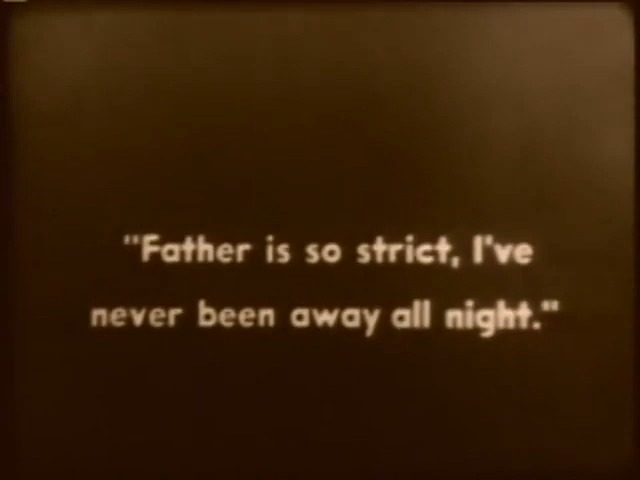 "Father is so strict, I've
never been away all night."